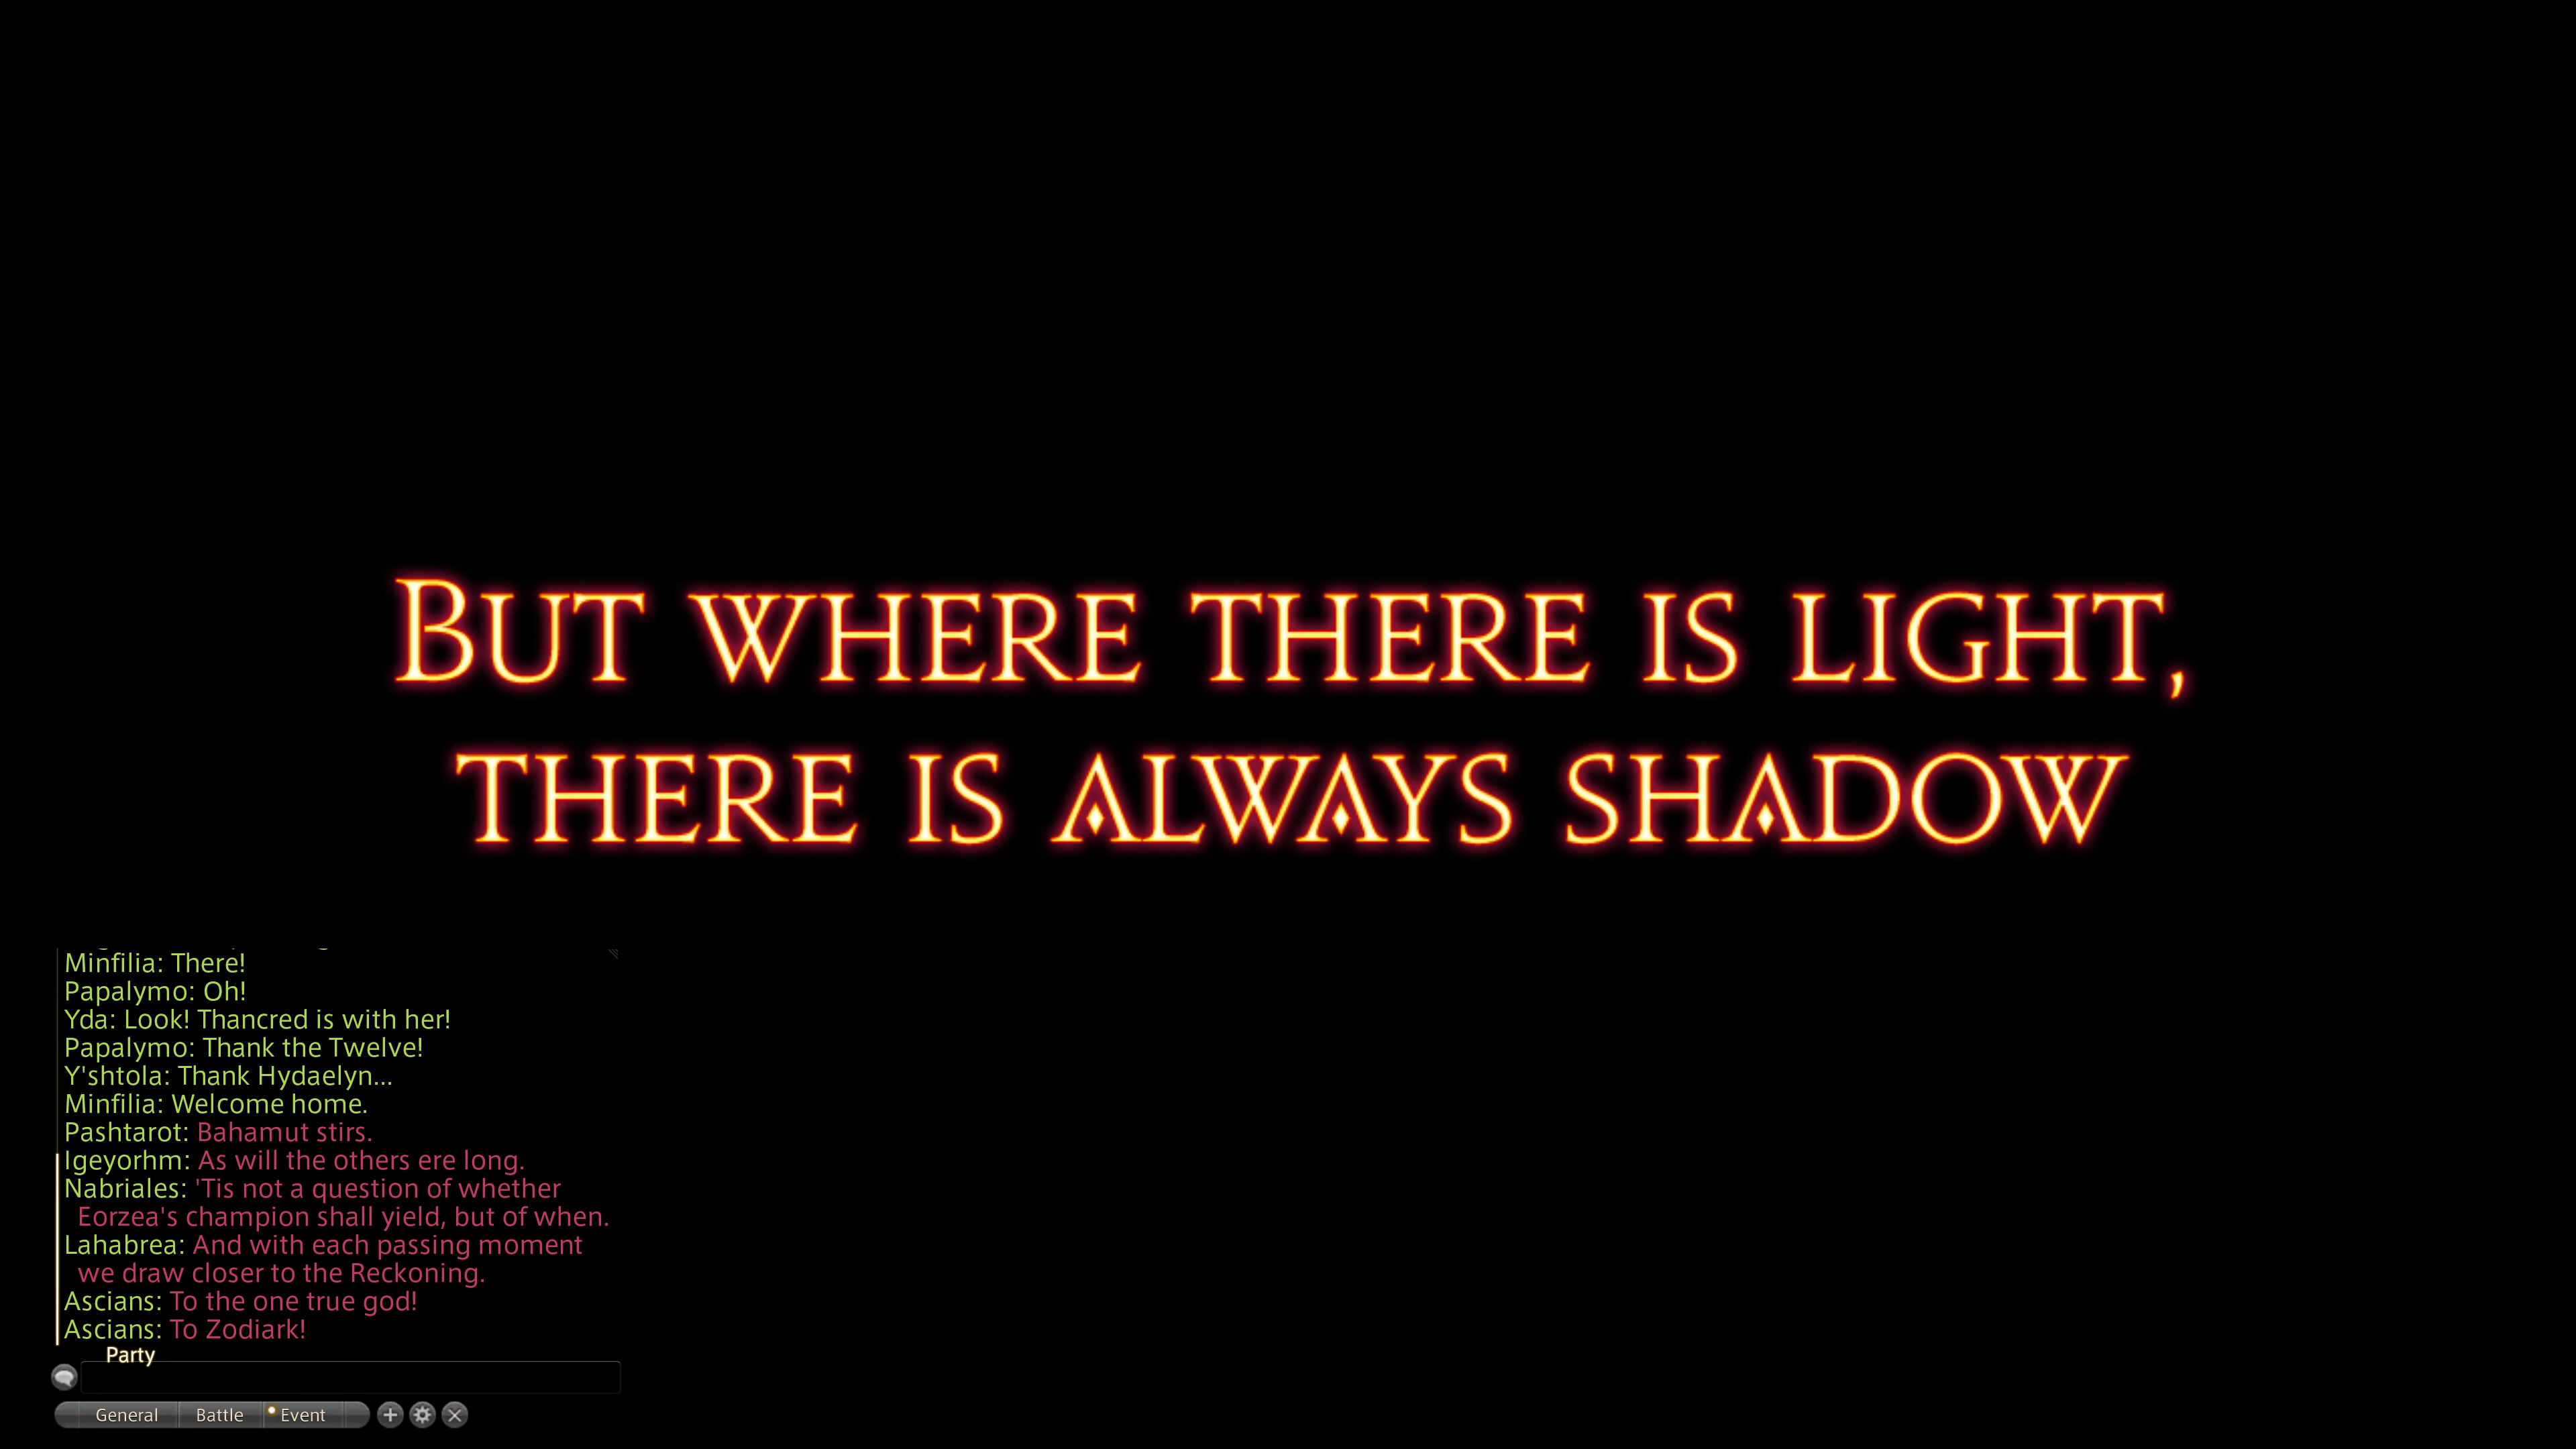 But where there is light,
there is always shadow
Minfilia: There!
Papalymo: Oh!
Yda: Look! Thancred is with her!
Papalymo: Thank the Twelve!
Y'shtola: Thank Hydaelyn...
Minfilia: Welcome home.
Pashtarot: Bahamut stirs.
Igeyorhm: As will the others ere long.
Nabriales: 'Tis not a question of whether
Eorzea's champion shall yield, but of when.
Lahabrea: And with each passing moment
we draw closer to the Reckoning.
Ascians: To the one true god!
Ascians: To Zodiark!
Party
General Battle Event